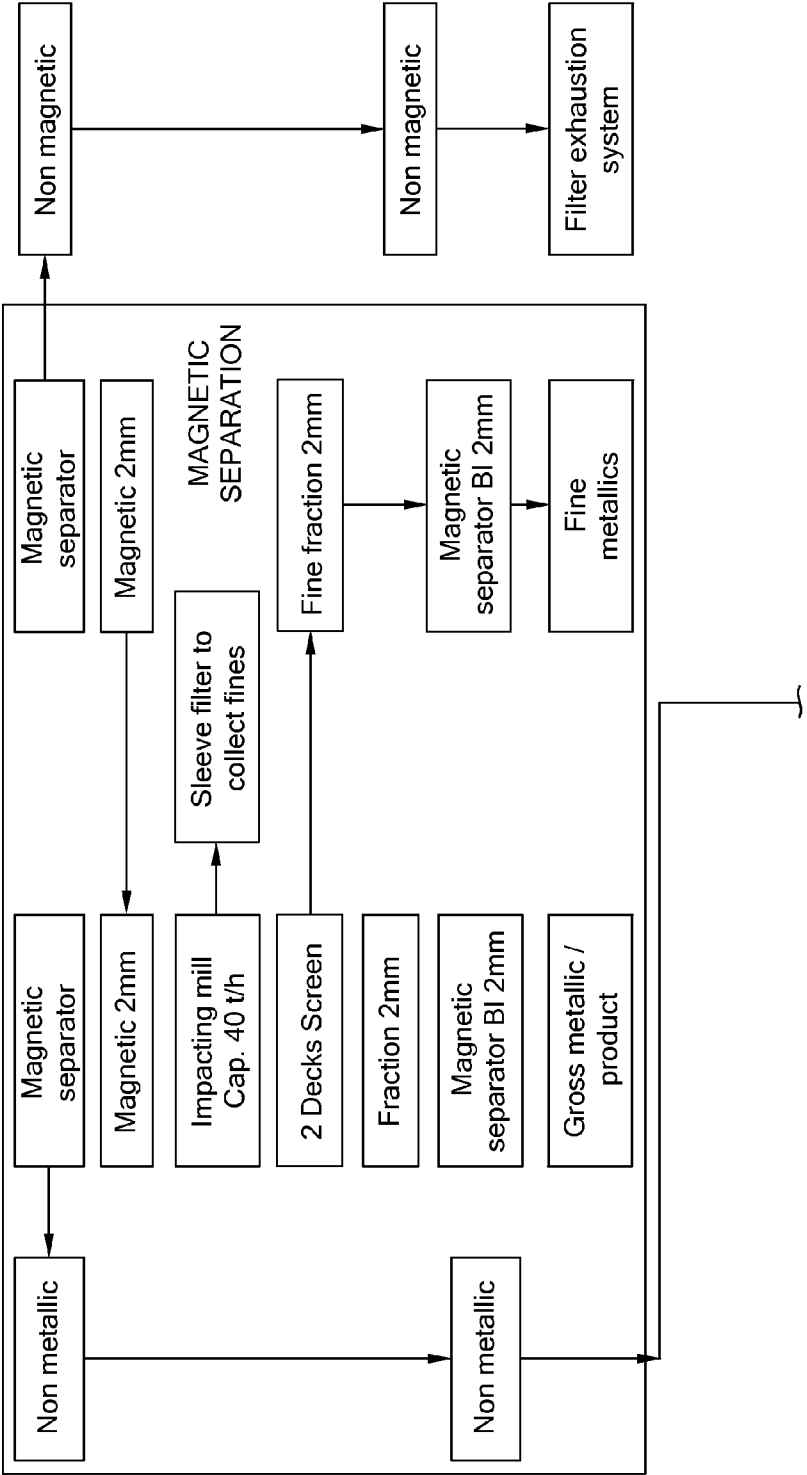 Non metallic
Magnetic
separator
Magnetic
separator
Non magnetic
Magnetic 2mm
Magnetic 2mm
Impacting mill
Cap. 40 t/h
Sleeve filter to
collect fines
MAGNETIC
SEPARATION
2 Decks Screen
Fine fraction 2mm
Fraction 2mm
Non magnetic
Non metallic
Magnetic
separator BI 2mm
Magnetic
separator BI 2mm
Gross metallic /
product
Fine
metallics
Filter exhaustion
system